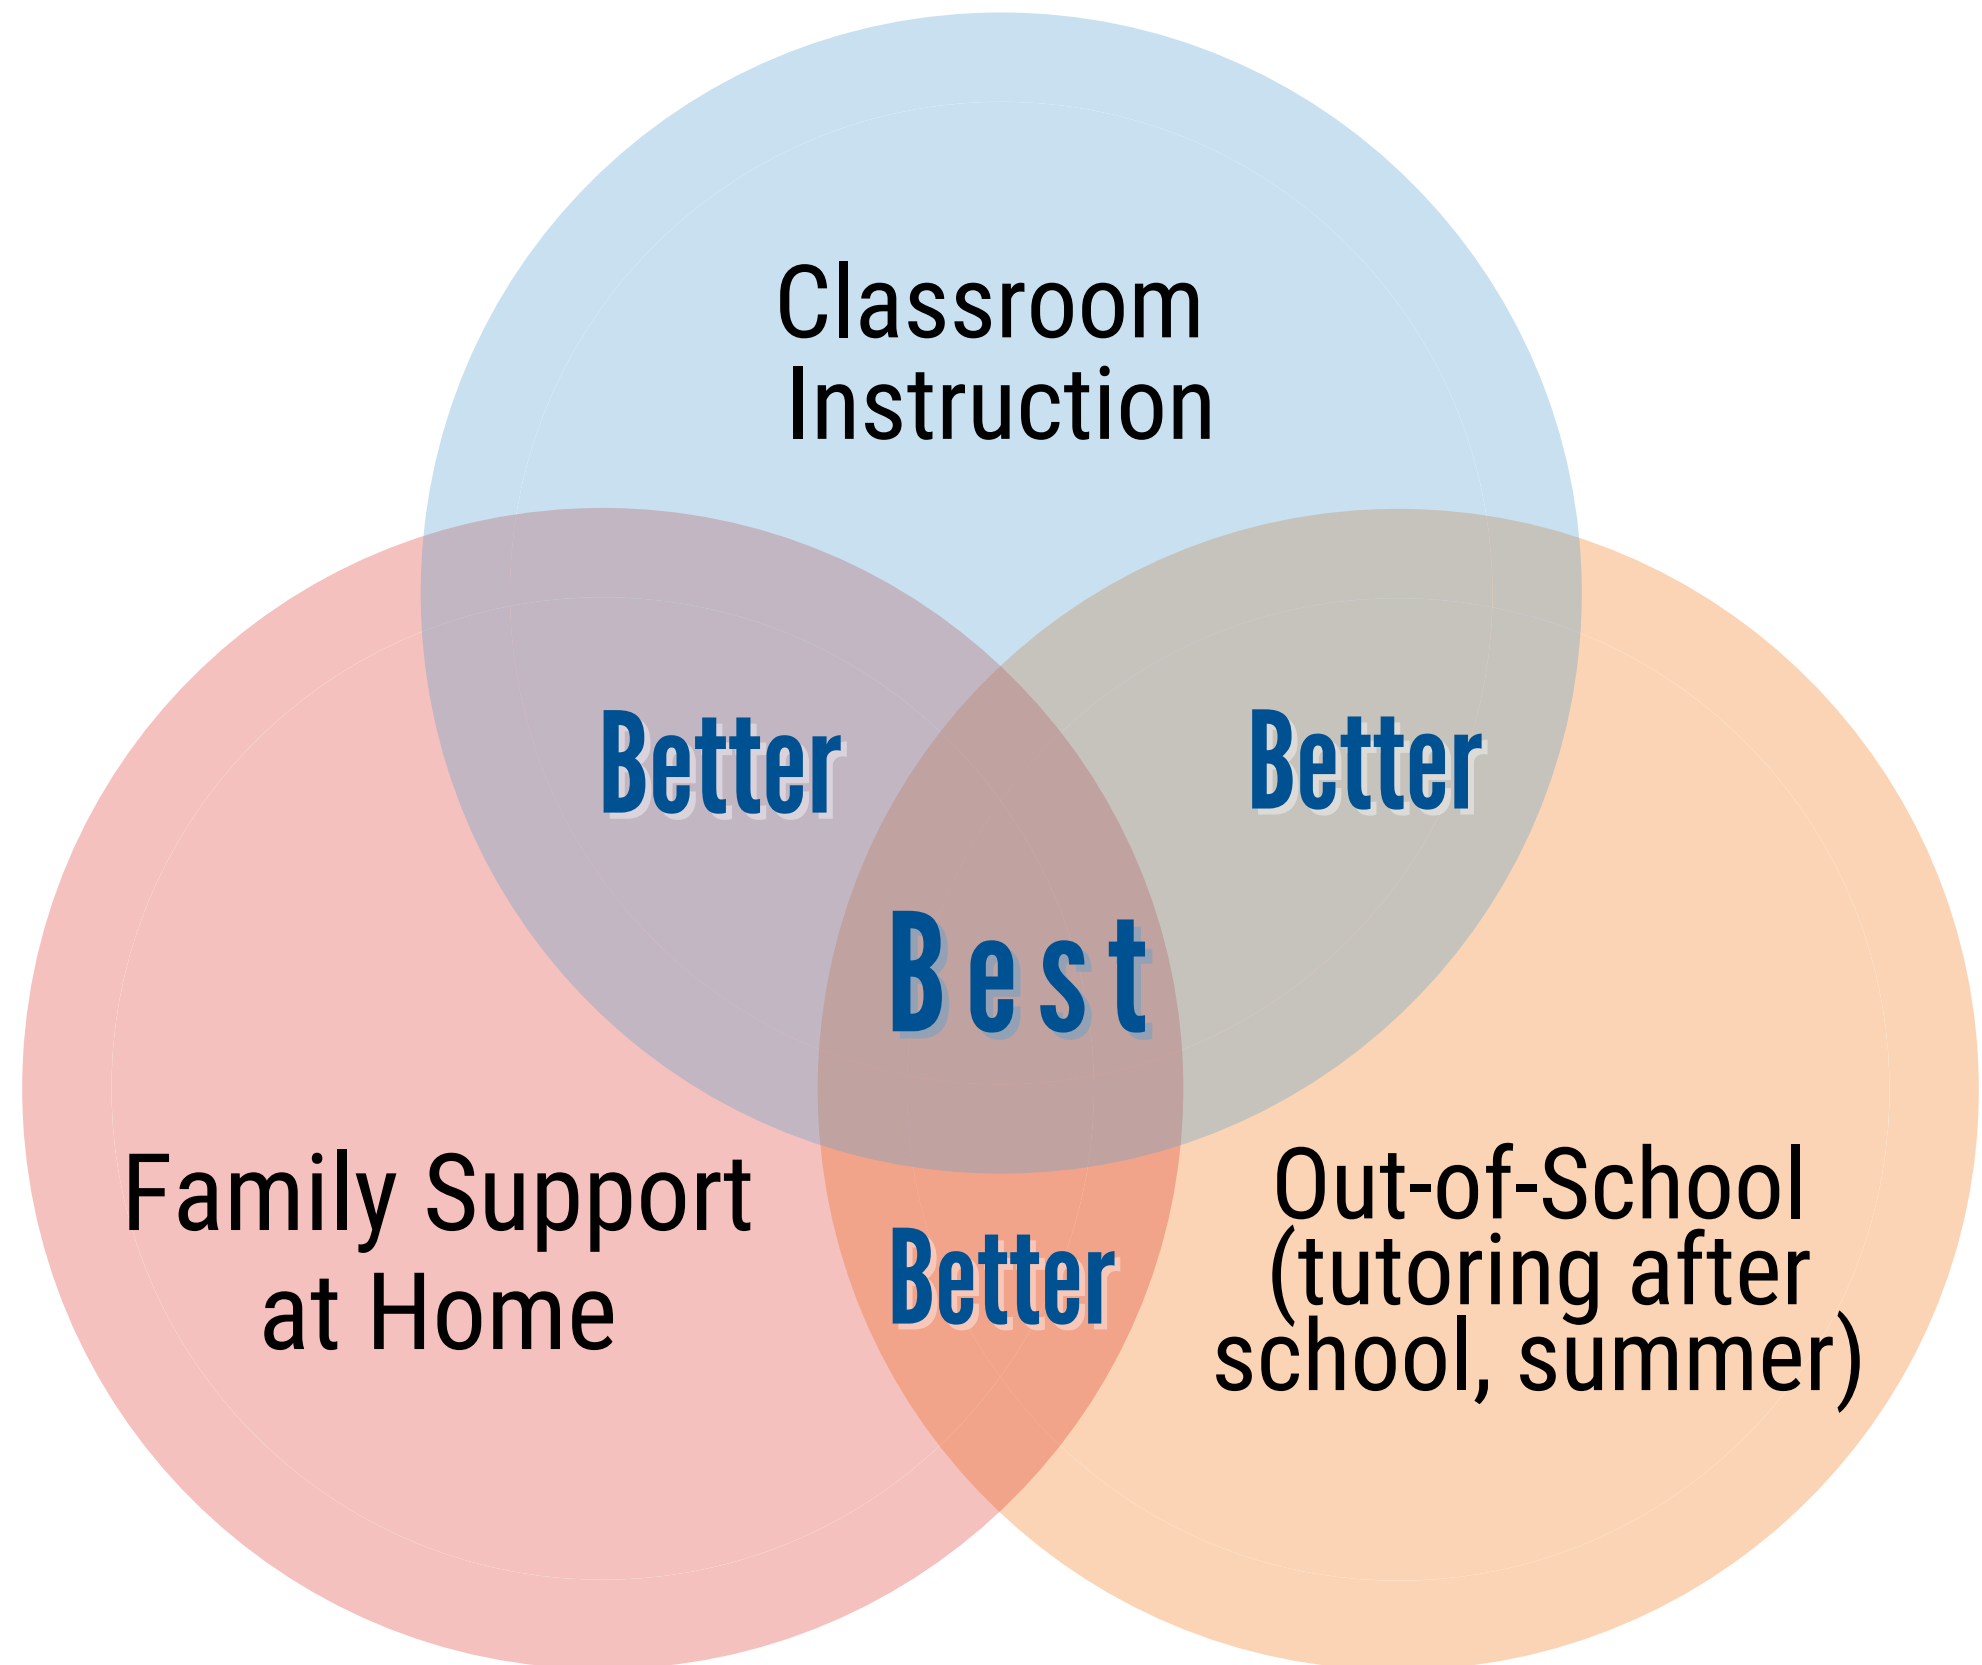 Classroom
Instruction
Better
Better
Best
Family Support
at Home
Better
Out-of-School
(tutoring after
school, summer)